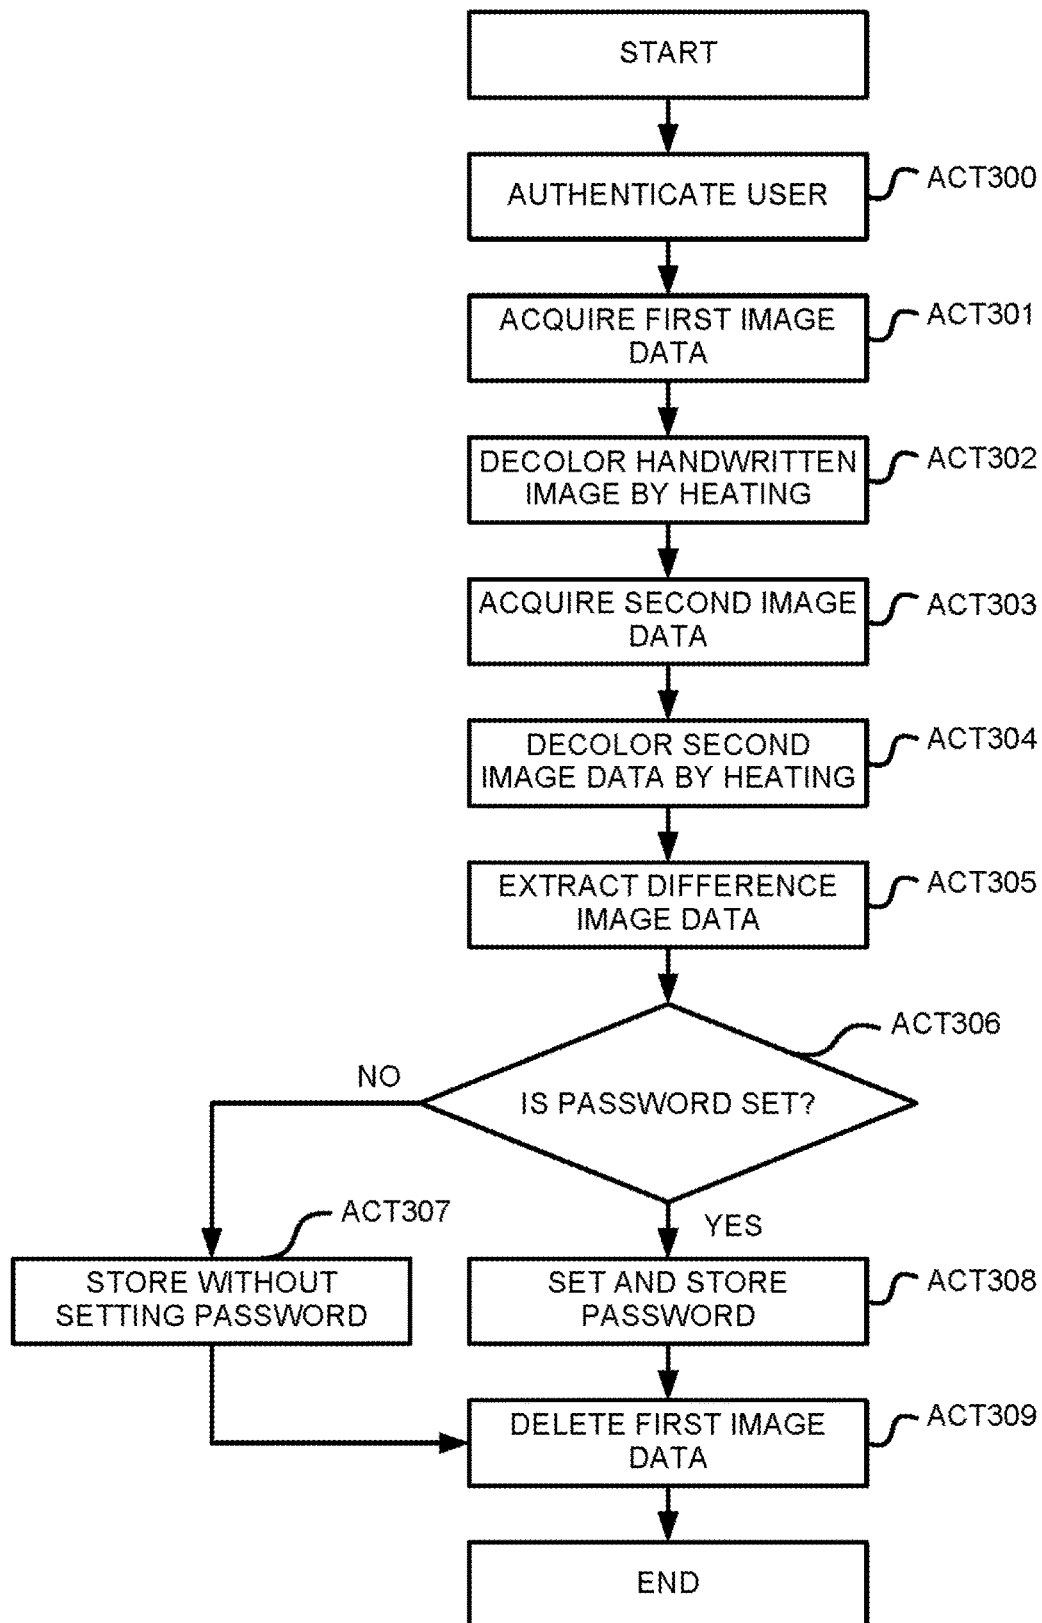 START
AUTHENTICATE USER
ACT300
ACQUIRE FIRST IMAGE
DATA
ACT301
DECOLOR HANDWRITTEN
IMAGE BY HEATING
ACT302
ACQUIRE SECOND IMAGE
DATA
ACT303
DECOLOR SECOND
IMAGE DATA BY HEATING
ACT304
EXTRACT DIFFERENCE
IMAGE DATA
ACT305
ACT306
NO
IS PASSWORD SET?
YES
ACT307
STORE WITHOUT
SETTING PASSWORD
SET AND STORE
PASSWORD
ACT308
DELETE FIRST IMAGE
DATA
ACT309
END